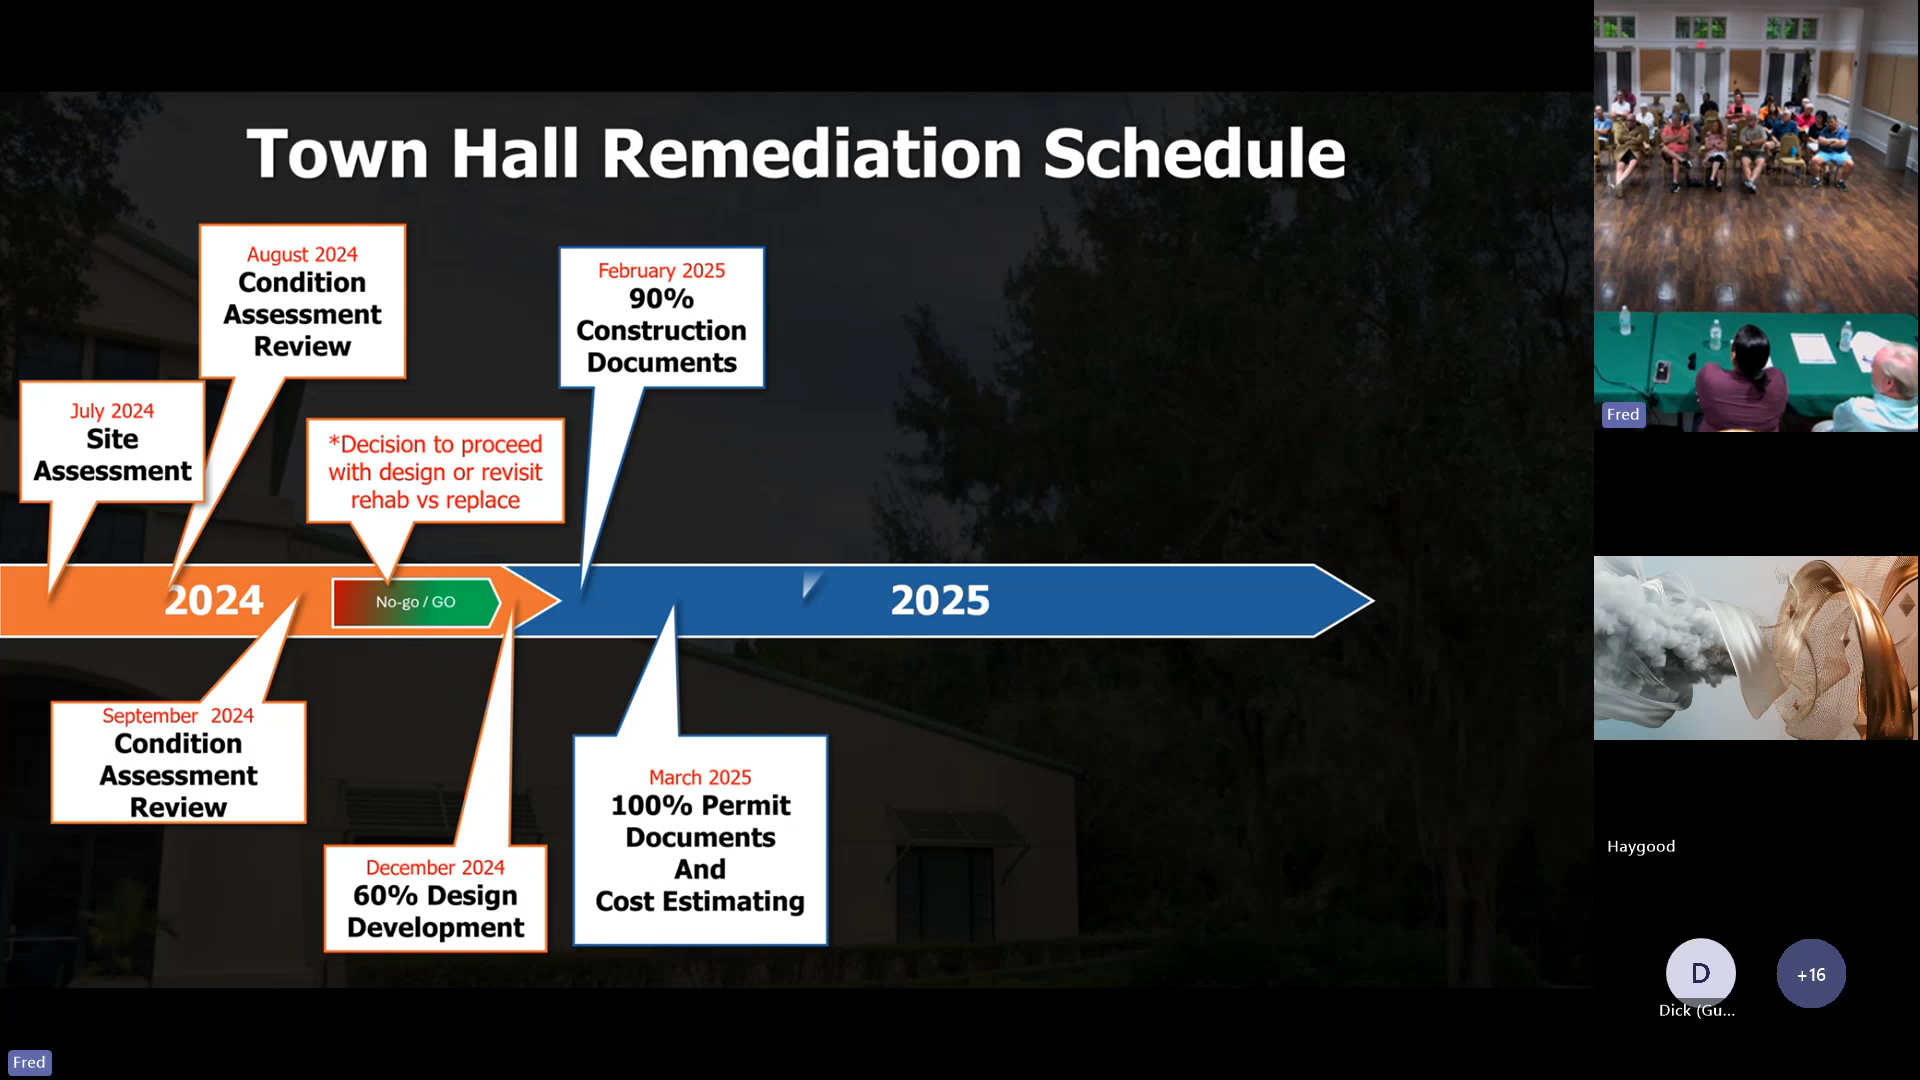 Town Hall Remediation Schedule
July 2024
Site
Assessment
August 2024
Condition
Assessment
Review
*Decision to proceed
with design or revisit
rehab vs replace
February 2025
90%
Construction
Documents
2024
No-go / GO
2025
September  2024
Condition
Assessment
Review
December 2024
60% Design
Development
March 2025
100% Permit
Documents
And
Cost Estimating
Fred
Fred
Haygood
D
+16
Dick (Gu...